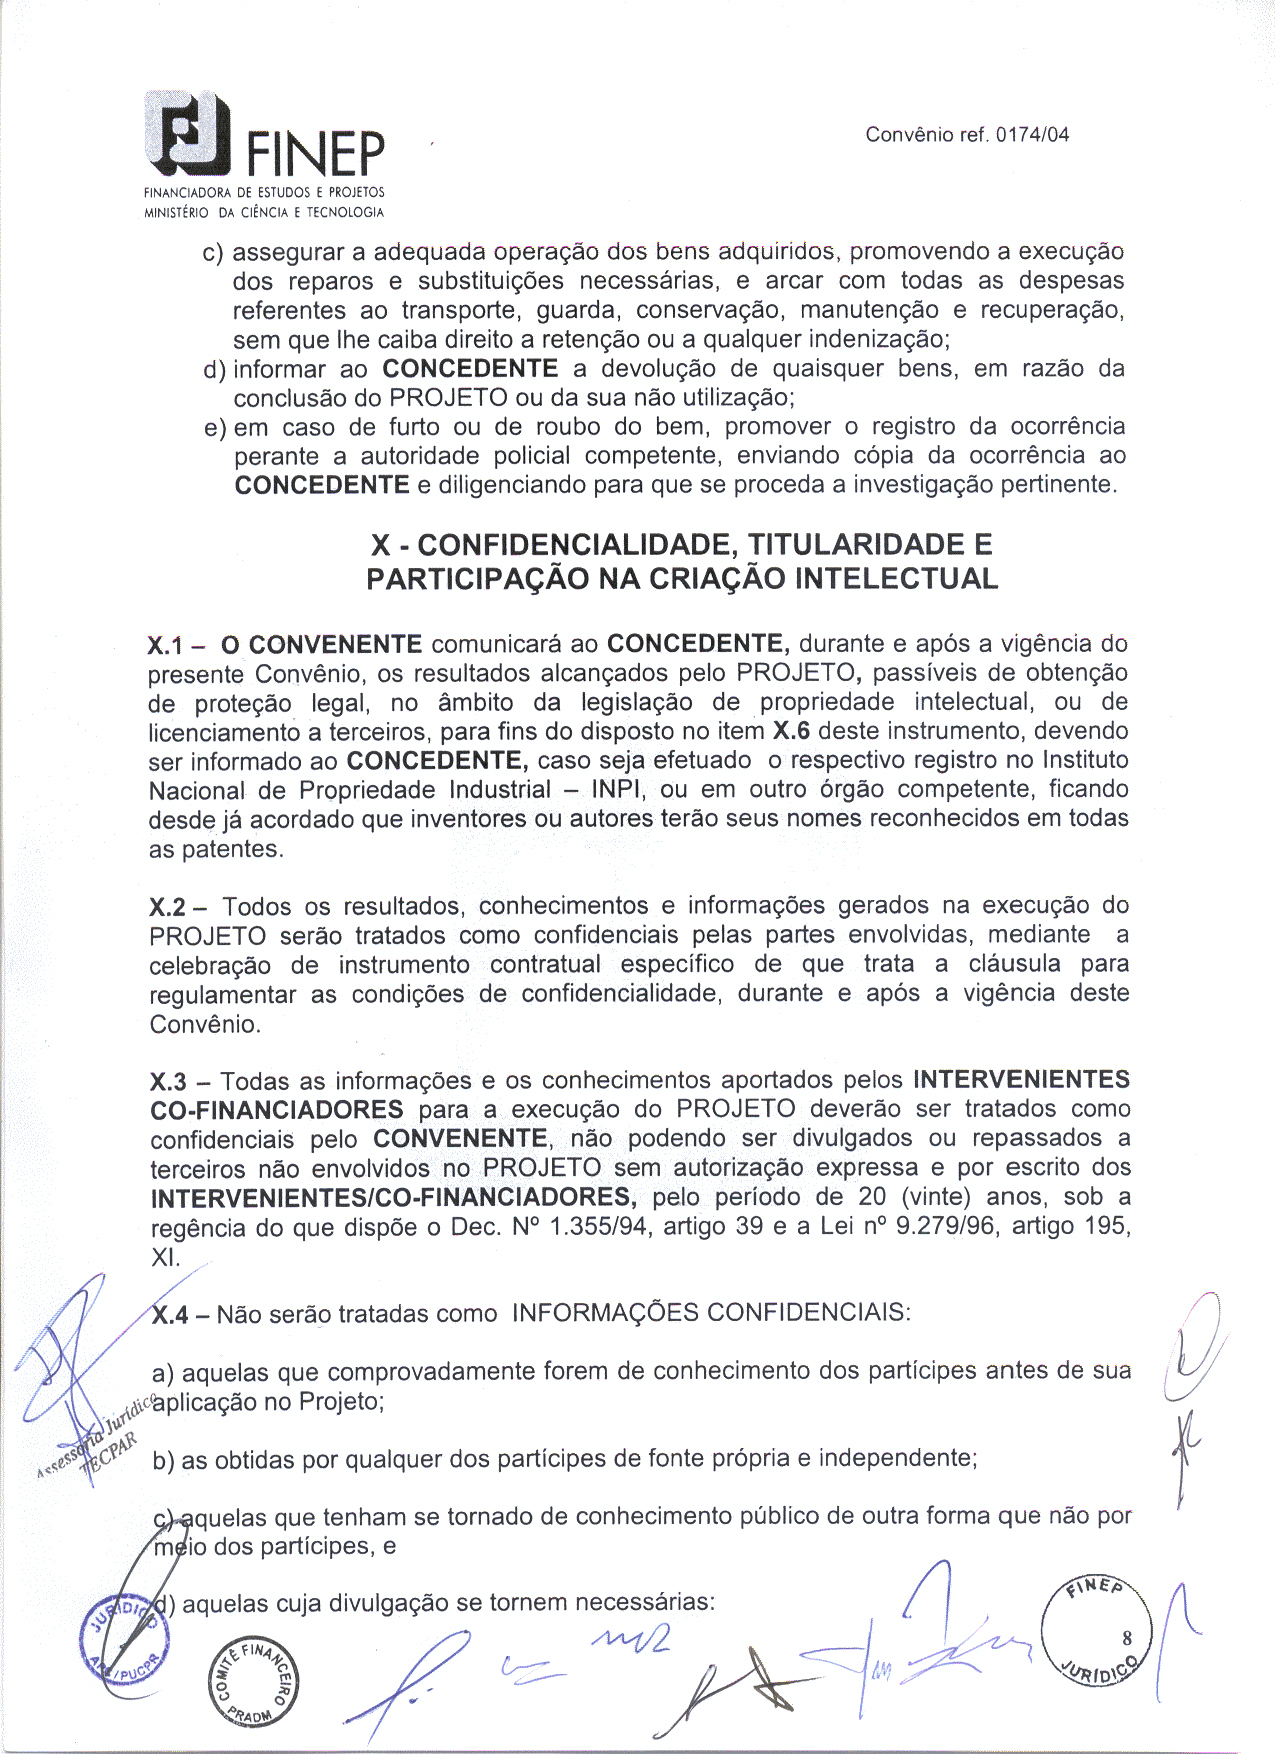 FINEP
FINANCIADORA DE ESTUDOS E PROJETOS
MINISTÉRIO DA CIÊNCIA E TECNOLOGIA
Convênio ref. 0174/04
c) assegurar a adequada operação dos bens adquiridos, promovendo a execução
dos reparos e substituições necessárias, e arcar com todas as despesas
referentes ao transporte, guarda, conservação, manutenção e recuperação,
sem que lhe caiba direito a retenção ou a qualquer indenização;
d) informar ao CONCEDENTE a devolução de quaisquer bens, em razão da
conclusão do PROJETO ou da sua não utilização;
e) em caso de furto ou de roubo do bem, promover o registro da ocorrência
perante a autoridade policial competente, enviando cópia da ocorrência ao
CONCEDENTE e diligenciando para que se proceda a investigação pertinente.
X - CONFIDENCIALIDADE, TITULARIDADE E
PARTICIPAÇÃO NA CRIAÇÃO INTELECTUAL
X.1 – O CONVENENTE comunicará ao CONCEDENTE, durante e após a vigência do
presente Convênio, os resultados alcançados pelo PROJETO, passíveis de obtenção
de proteção legal, no âmbito da legislação de propriedade intelectual, ou de
licenciamento a terceiros, para fins do disposto no item X.6 deste instrumento, devendo
ser informado ao CONCEDENTE, caso seja efetuado o respectivo registro no Instituto
Nacional de Propriedade Industrial – INPI, ou em outro órgão competente, ficando
desde já acordado que inventores ou autores terão seus nomes reconhecidos em todas
as patentes.
X.2 – Todos os resultados, conhecimentos e informações gerados na execução do
PROJETO serão tratados como confidenciais pelas partes envolvidas, mediante a
celebração de instrumento contratual específico de que trata a cláusula para
regulamentar as condições de confidencialidade, durante e após a vigência deste
Convênio.
X.3 – Todas as informações e os conhecimentos aportados pelos INTERVENIENTES
CO-FINANCIADORES para a execução do PROJETO deverão ser tratados como
confidenciais pelo CONVENENTE, não podendo ser divulgados ou repassados a
terceiros não envolvidos no PROJETO sem autorização expressa e por escrito dos
INTERVENIENTES/CO-FINANCIADORES, pelo período de 20 (vinte) anos, sob a
regência do que dispõe o Dec. Nº 1.355/94, artigo 39 e a Lei nº 9.279/96, artigo 195,
XI.
X.4 – Não serão tratadas como INFORMAÇÕES CONFIDENCIAIS:
a) aquelas que comprovadamente forem de conhecimento dos partícipes antes de sua
aplicação no Projeto;
Assessoria Jurídica
TECPAR
b) as obtidas por qualquer dos partícipes de fonte própria e independente;
c) aquelas que tenham se tornado de conhecimento público de outra forma que não por
meio dos partícipes, e
d) aquelas cuja divulgação se tornem necessárias:
JURÍDICO
/PUCPR
COMITÊ FINANCEIRO
PRADM
FINEP
8
JURÍDICO